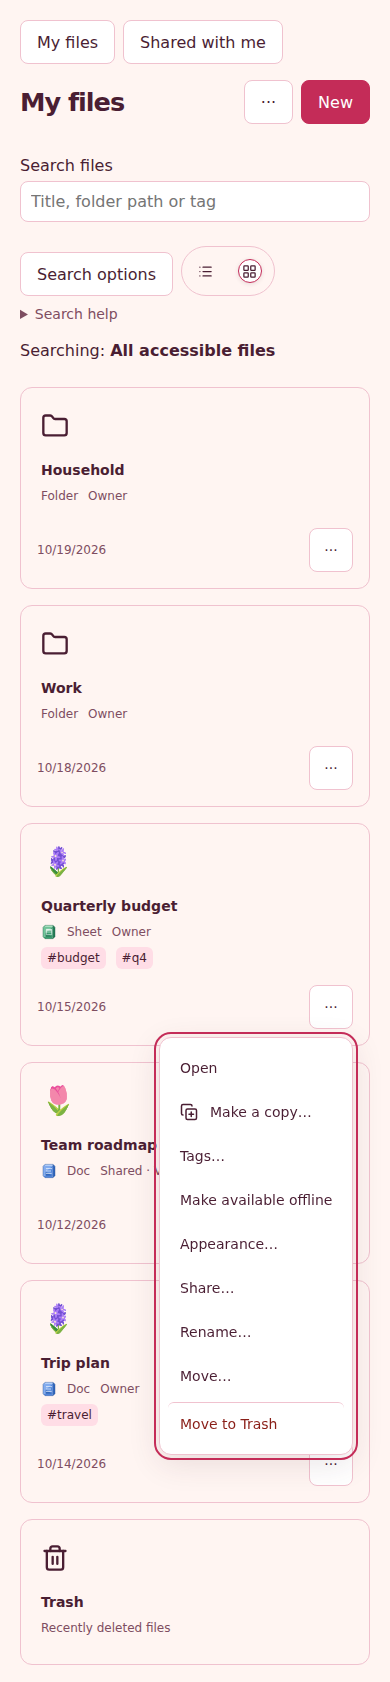 My files
Shared with me
My files
...
New
Search files
Title, folder path or tag
Search options
Search help
Searching: All accessible files
Household
Folder Owner
10/19/2026
...
Work
Folder Owner
10/18/2026
...
Quarterly budget
Sheet Owner
#budget #q4
10/15/2026
...
Open
Make a copy...
Tags...
Make available offline
Appearance...
Share...
Rename...
Move...
Move to Trash
Team roadmap
Doc Shared ·
10/12/2026
Trip plan
Doc Owner
#travel
10/14/2026
...
Trash
Recently deleted files